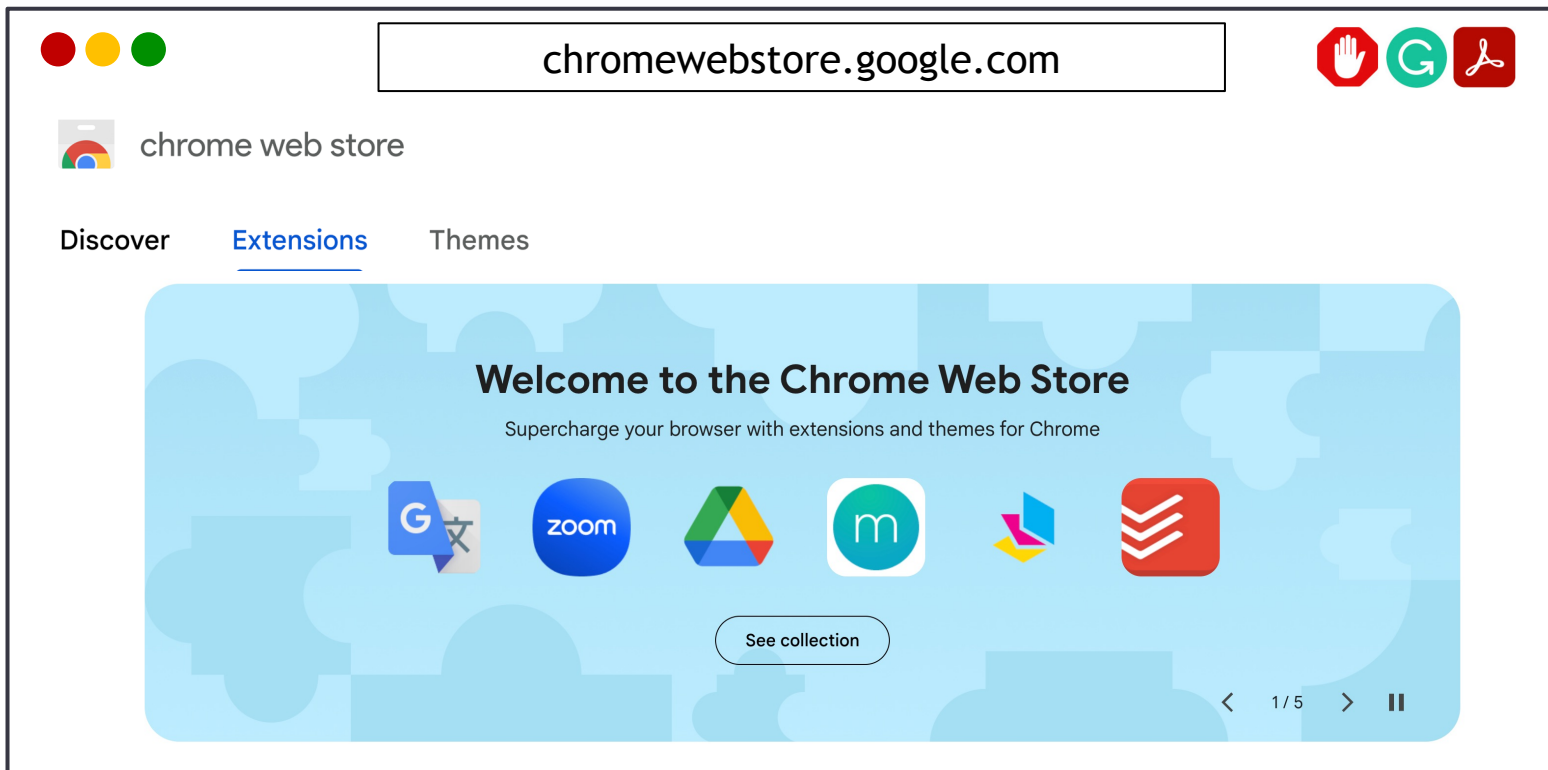 chromewebstore.google.com
G
chrome web store
Discover Extensions Themes
Welcome to the Chrome Web Store
Supercharge your browser with extensions and themes for Chrome
G 文 zoom m
See collection
1 / 5